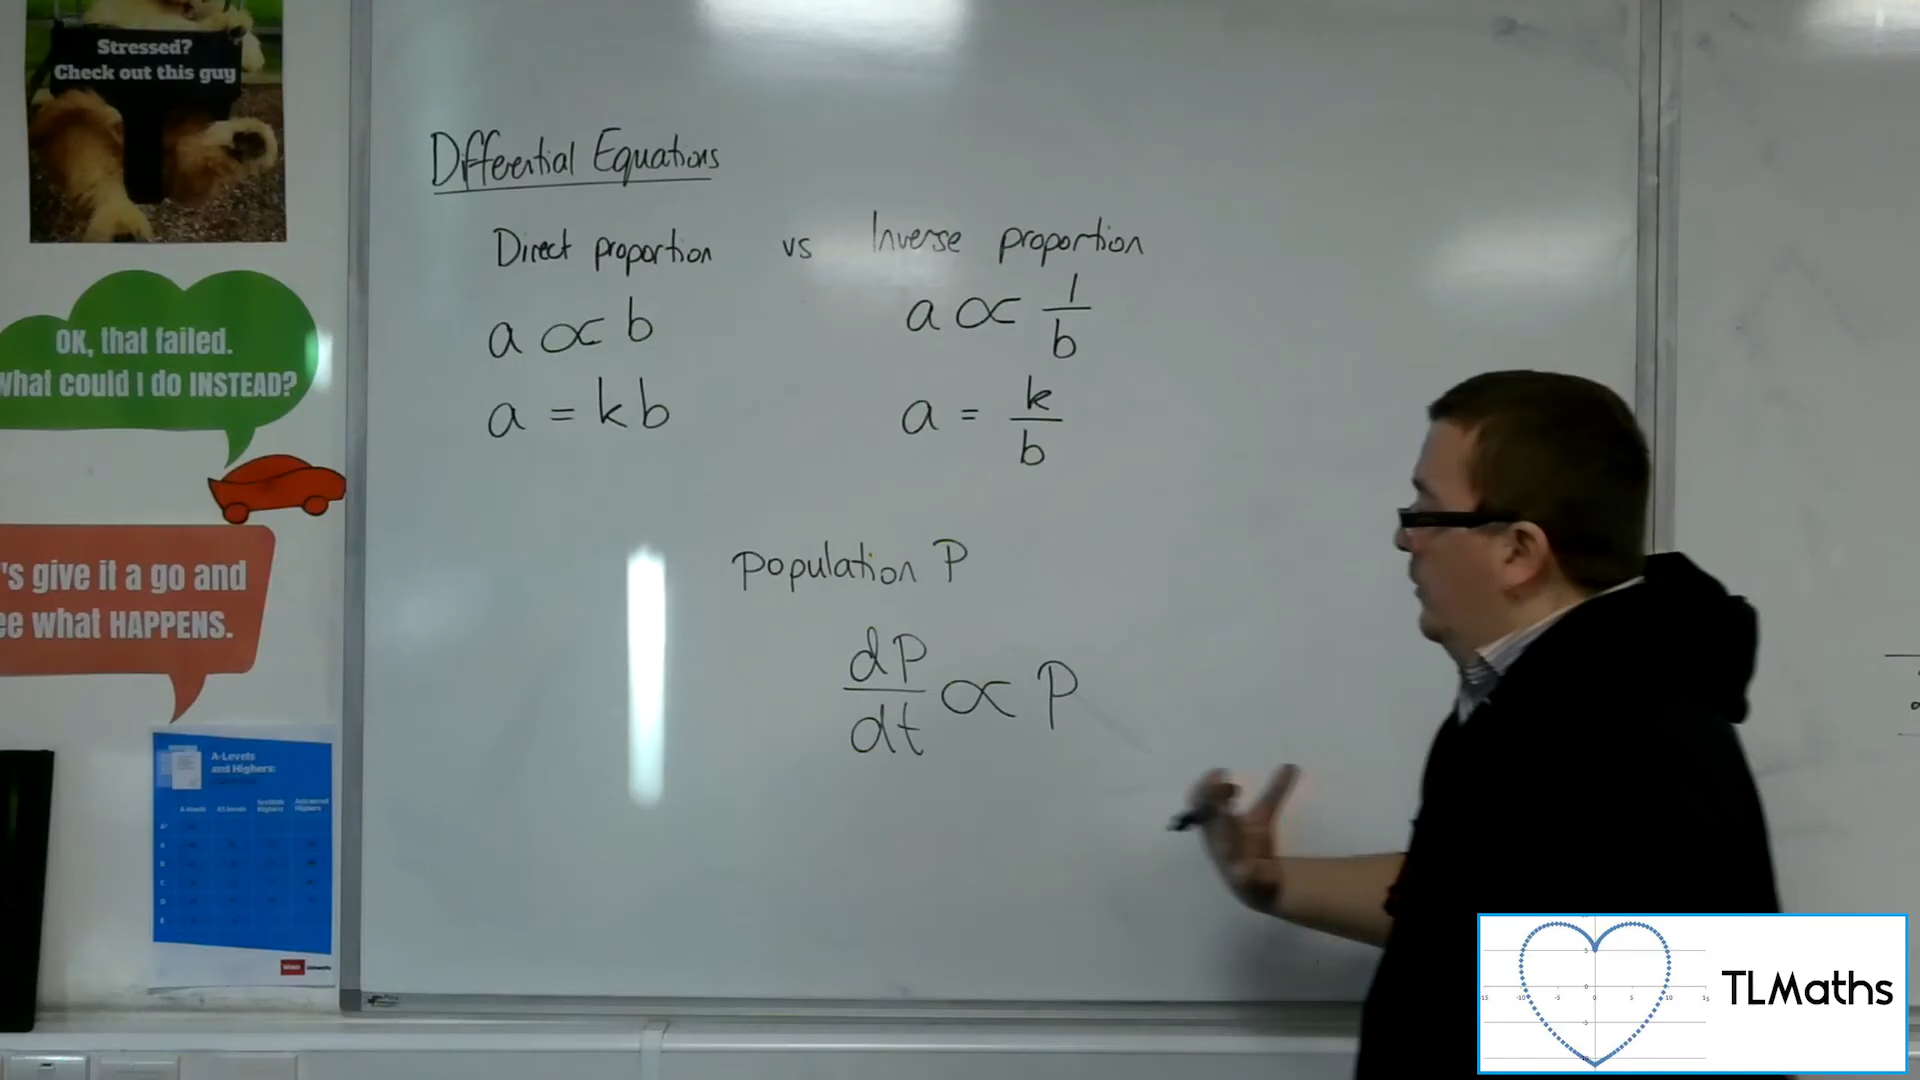 Stressed?
Check out this guy
OK, that failed.
What could I do INSTEAD?
's give it a go and
ee what HAPPENS.
A-Levels
and Highers:
Differential Equations
Direct proportion vs Inverse proportion
a ∝ b
a = kb
a ∝ 1/b
a = k/b
Population P
dP/dt ∝ P
TLMaths